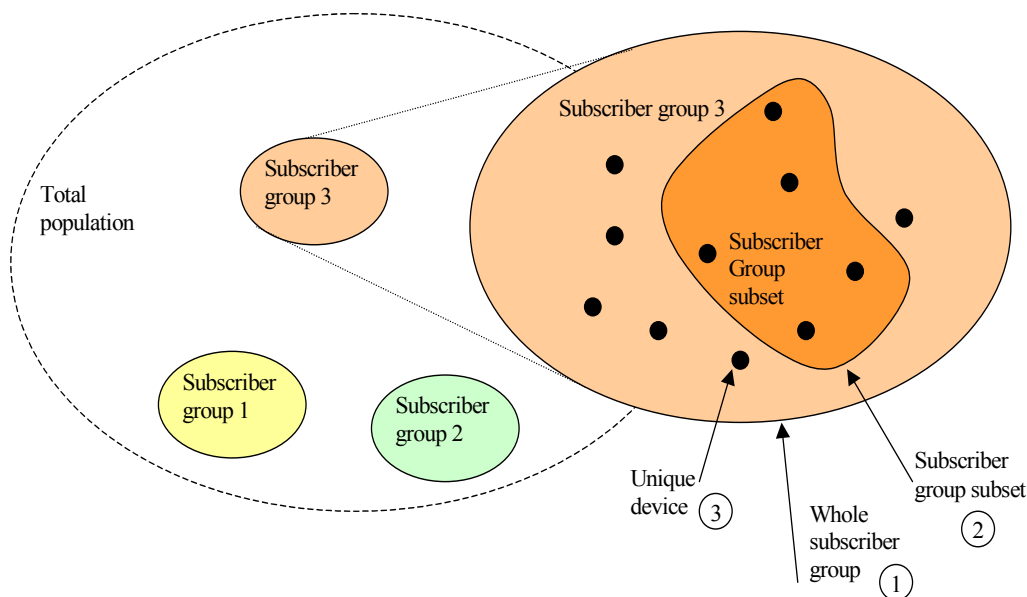 Total
population
Subscriber
group 3
Subscriber
group 1
Subscriber
group 2
Subscriber group 3
Subscriber
Group
subset
Unique
device
3
Whole
subscriber
group
1
Subscriber
group subset
2